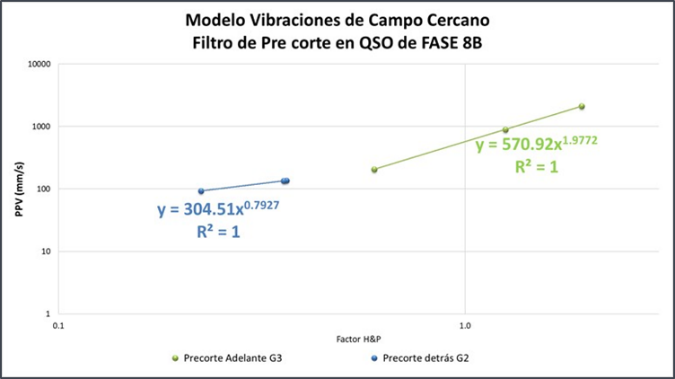 Modelo Vibraciones de Campo Cercano
Filtro de Pre corte en QSO de FASE 8B
10000
1000
100
10
1
PPV (mm/s)
y = 570.92x^1.9772
R² = 1
y = 304.51x^0.7927
R² = 1
0.1
1.0
Factor H&P
Precorte Adelante G3
Precorte detrás G2